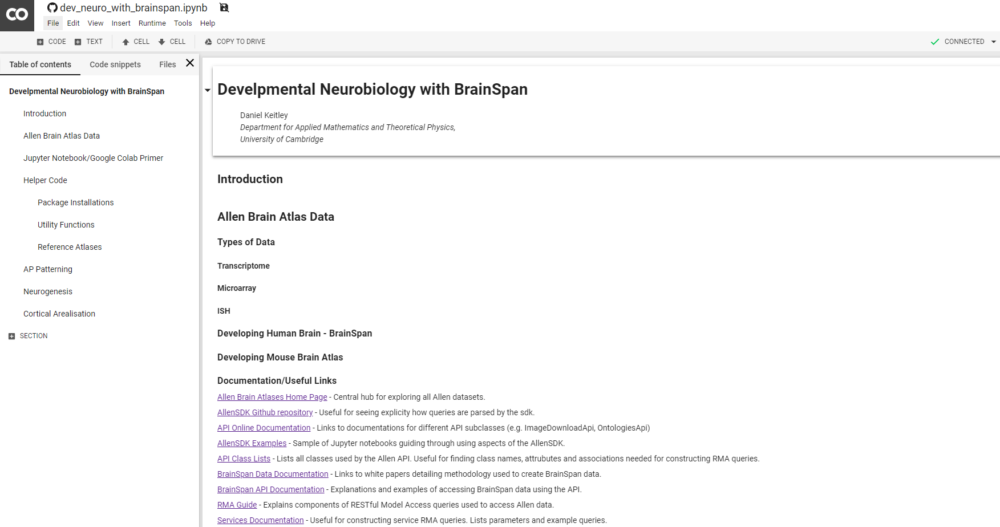 CO dev_neuro_with_brainspan.ipynb
File Edit View Insert Runtime Tools Help
CODE TEXT CELL CELL COPY TO DRIVE CONNECTED
Table of contents Code snippets Files
Develpmental Neurobiology with BrainSpan
Introduction
Allen Brain Atlas Data
Jupyter Notebook/Google Colab Primer
Helper Code
Package Installations
Utility Functions
Reference Atlases
AP Patterning
Neurogenesis
Cortical Arealisation
SECTION
Develpmental Neurobiology with BrainSpan
Daniel Keitley
Department for Applied Mathematics and Theoretical Physics,
University of Cambridge
Introduction
Allen Brain Atlas Data
Types of Data
Transcriptome
Microarray
ISH
Developing Human Brain - BrainSpan
Developing Mouse Brain Atlas
Documentation/Useful Links
Allen Brain Atlases Home Page - Central hub for exploring all Allen datasets.
AllenSDK Github repository - Useful for seeing explicity how queries are parsed by the sdk.
API Online Documentation - Links to documentations for different API subclasses (e.g. ImageDownloadApi, OntologiesApi)
AllenSDK Examples - Sample of Jupyter notebooks guiding through using aspects of the AllenSDK.
API Class Lists - Lists all classes used by the Allen API. Useful for finding class names, attrubutes and associations needed for constructing RMA queries.
BrainSpan Data Documentation - Links to white papers detailing methodology used to create BrainSpan data.
BrainSpan API Documentation - Explanations and examples of accessing BrainSpan data using the API.
RMA Guide - Explains components of RESTful Model Access queries used to access Allen data.
Services Documentation - Useful for constructing service RMA queries. Lists parameters and example queries.